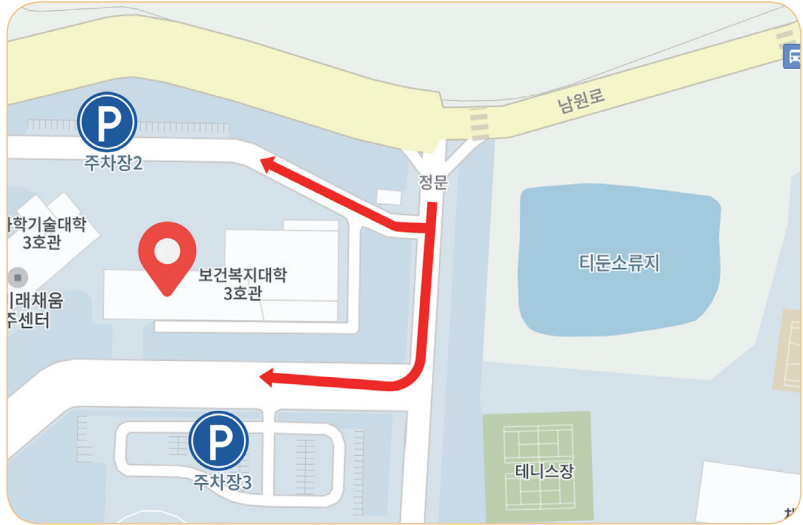 남원로
P
주차장2
정문
학기술대학
3호관
티둔소류지
보건복지대학
3호관
래채움
주센터
P
주차장3
테니스장